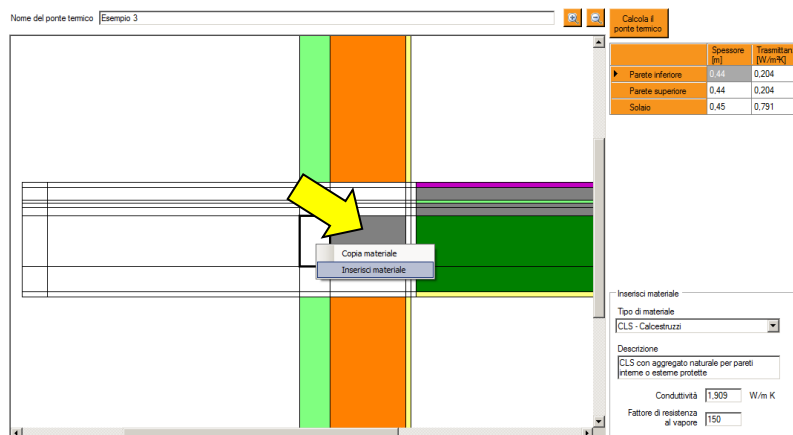 Nome del ponte termico Esempio 3
Calcola il
ponte termico
Spessore
[m]
Trasmittan
[W/m²K]
Parete inferiore 0,44 0,204
Parete superiore 0,44 0,204
Solaio 0,45 0,791
Copia materiale
Inserisci materiale
Inserisci materiale
Tipo di materiale
CLS - Calcestruzzi
Descrizione
CLS con aggregato naturale per pareti
interne o esterne protette
Conduttività 1,909 W/m K
Fattore di resistenza
al vapore 150